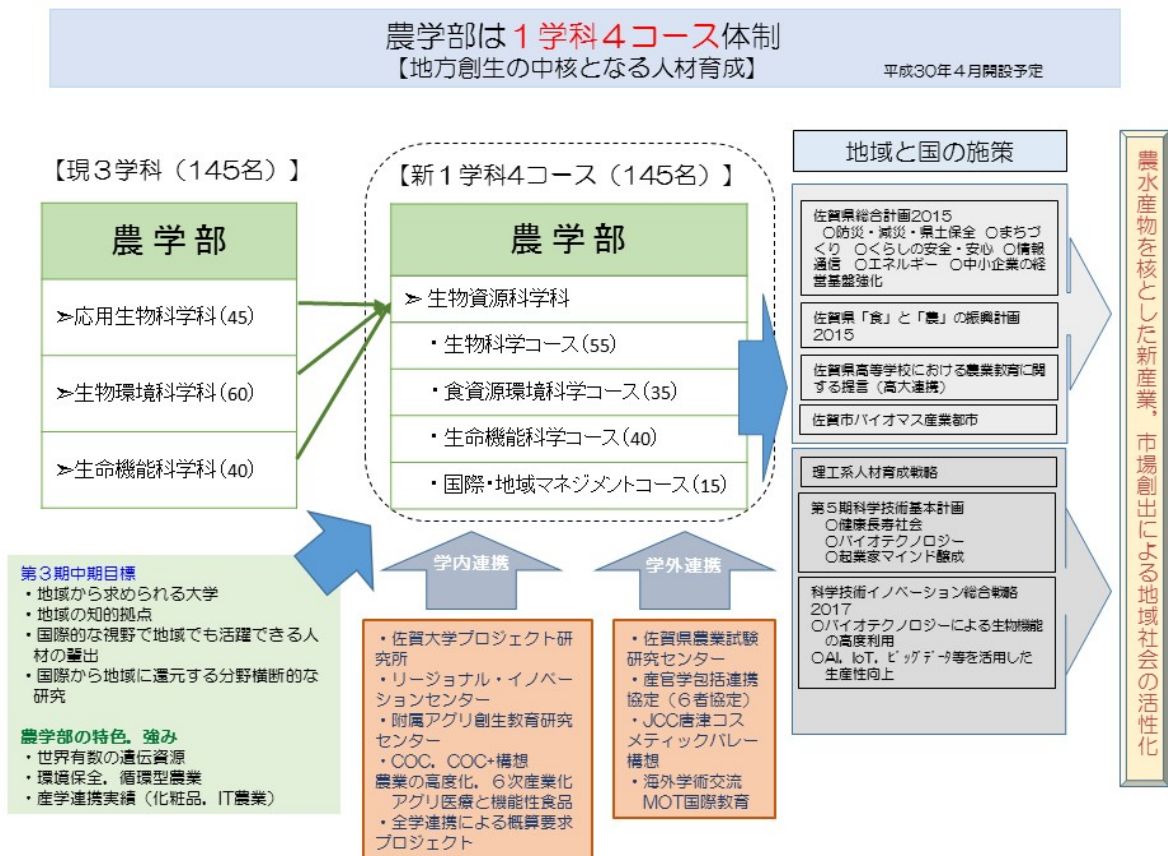 農学部は１学科４コース体制
【地方創生の中核となる人材育成】
平成30年４月開設予定
【現３学科（145名）】
農学部
➢応用生物科学科(45)
➢生物環境科学科(60)
➢生命機能科学科(40)
【新１学科4コース（145名）】
農学部
➢ 生物資源科学科
・生物科学コース(55)
・食資源環境科学コース(35)
・生命機能科学コース(40)
・国際・地域マネジメントコース(15)
第３期中期目標
・地域から求められる大学
・地域の知的拠点
・国際的な視野で地域でも活躍できる人
材の輩出
・国際から地域に還元する分野横断的な
研究
農学部の特色，強み
・世界有数の遺伝資源
・環境保全，循環型農業
・産学連携実績（化粧品，IT農業）
学内連携
・佐賀大学プロジェクト研
究所
・リージョナル・イノベー
ションセンター
・附属アグリ創生教育研究
センター
・COC，COC+構想
農業の高度化，６次産業化
アグリ医療と機能性食品
・全学連携による概算要求
プロジェクト
学外連携
・佐賀県農業試験
研究センター
・産官学包括連携
協定（６者協定）
・JCC唐津コス
メティックバレー
構想
・海外学術交流
MOT国際教育
地域と国の施策
佐賀県総合計画2015
○防災・減災・県土保全 ○まちづ
くり ○くらしの安全・安心 ○情報
通信 ○エネルギー ○中小企業の経
営基盤強化
佐賀県「食」と「農」の振興計画
2015
佐賀県高等学校における農業教育に関
する提言（高大連携）
佐賀市バイオマス産業都市
理工系人材育成戦略
第５期科学技術基本計画
○健康長寿社会
○バイオテクノロジー
○起業家マインド醸成
科学技術イノベーション総合戦略
2017
○バイオテクノロジーによる生物機能
の高度利用
○AI，IoT，ビッグデータ等を活用した
生産性向上
農水産物を核とした新産業，市場創出による地域社会の活性化